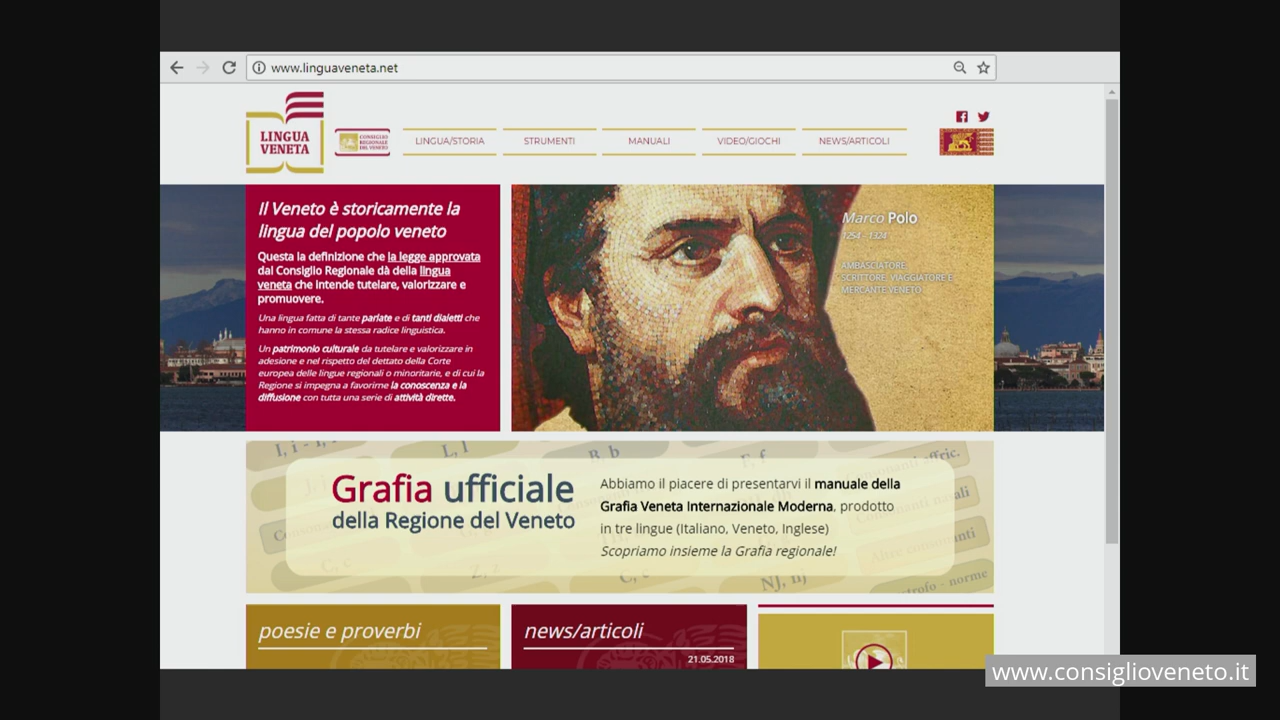 www.linguaveneta.net
LINGUA
VENETA
CONSIGLIO
REGIONALE
DEL VENETO
LINGUA/STORIA
STRUMENTI
MANUALI
VIDEO/GIOCHI
NEWS/ARTICOLI
Il Veneto è storicamente la
lingua del popolo veneto
Questa la definizione che la legge approvata
dal Consiglio Regionale dà della lingua
veneta che intende tutelare, valorizzare e
promuovere.
Una lingua fatta di tante parlate e di tanti dialetti che
hanno in comune la stessa radice linguistica.
Un patrimonio culturale da tutelare e valorizzare in
adesione e nel rispetto del dettato della Corte
europea delle lingue regionali o minoritarie, e di cui la
Regione si impegna a favorirne la conoscenza e la
diffusione con tutta una serie di attività dirette.
Marco Polo
1254 - 1324
AMBASCIATORE,
SCRITTORE, VIAGGIATORE E
MERCANTE VENETO
I, i -
L, l
B, b
F, f
C, c
Z, z
C, c
NJ, nj
Altre consonanti
Grafia ufficiale
della Regione del Veneto
Abbiamo il piacere di presentarvi il manuale della
Grafia Veneta Internazionale Moderna, prodotto
in tre lingue (Italiano, Veneto, Inglese)
Scopriamo insieme la Grafia regionale!
poesie e proverbi
news/articoli
21.05.2018
www.consiglioveneto.it